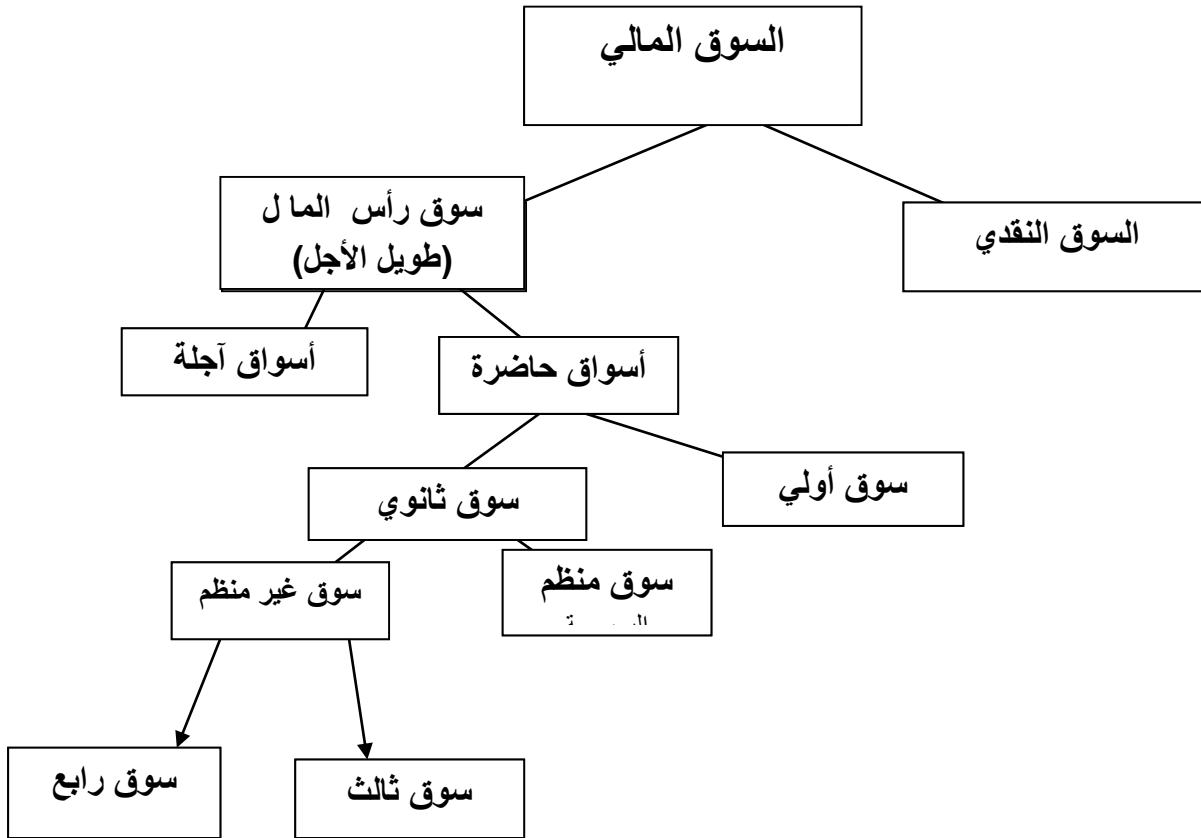 السوق المالي
سوق رأس الما ل
(طويل الأجل)
السوق النقدي
أسواق آجلة
أسواق حاضرة
سوق أولي
سوق ثانوي
سوق منظم
سوق غير منظم
سوق رابع
سوق ثالث